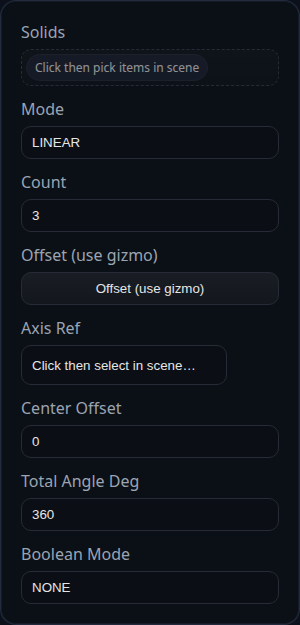 Solids
Click then pick items in scene
Mode
LINEAR
Count
3
Offset (use gizmo)
Offset (use gizmo)
Axis Ref
Click then select in scene…
Center Offset
0
Total Angle Deg
360
Boolean Mode
NONE